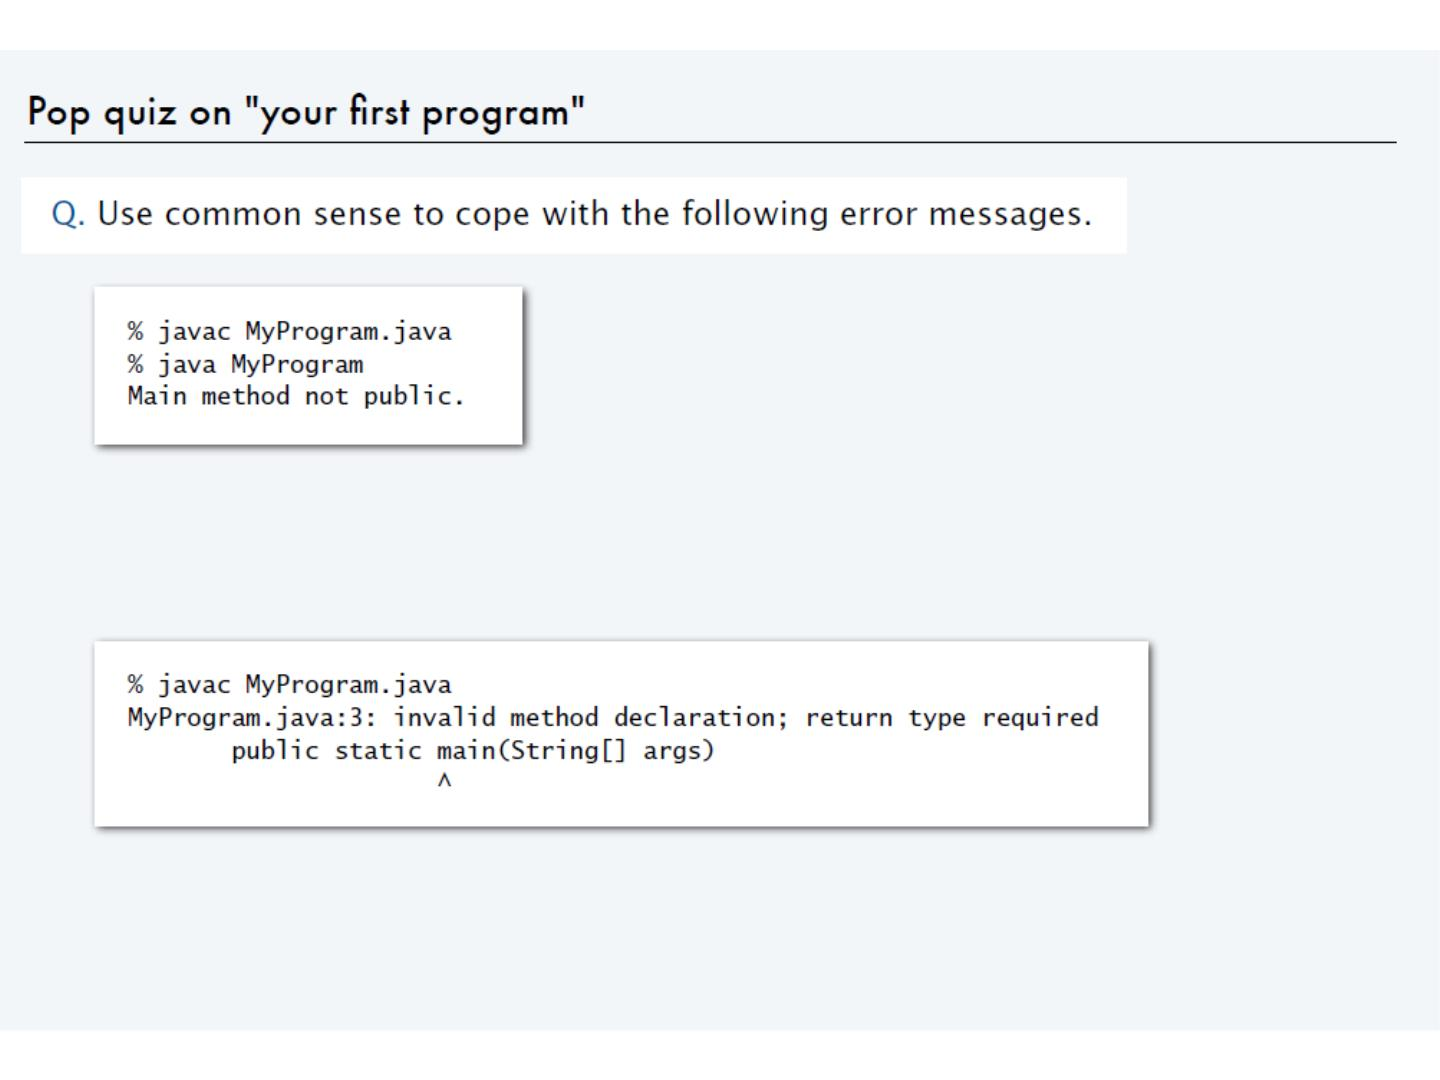 Pop quiz on "your first program"
Q. Use common sense to cope with the following error messages.
% javac MyProgram.java
% java MyProgram
Main method not public.
% javac MyProgram.java
MyProgram.java:3: invalid method declaration; return type required
public static main(String[] args)
^